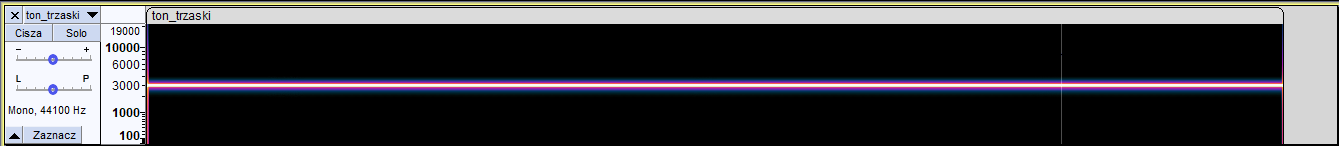 ton_trzaski
ton_trzaski
Cisza Solo
- +
L P
Mono, 44100 Hz
Zaznacz
19000
10000
6000
3000
1000
100